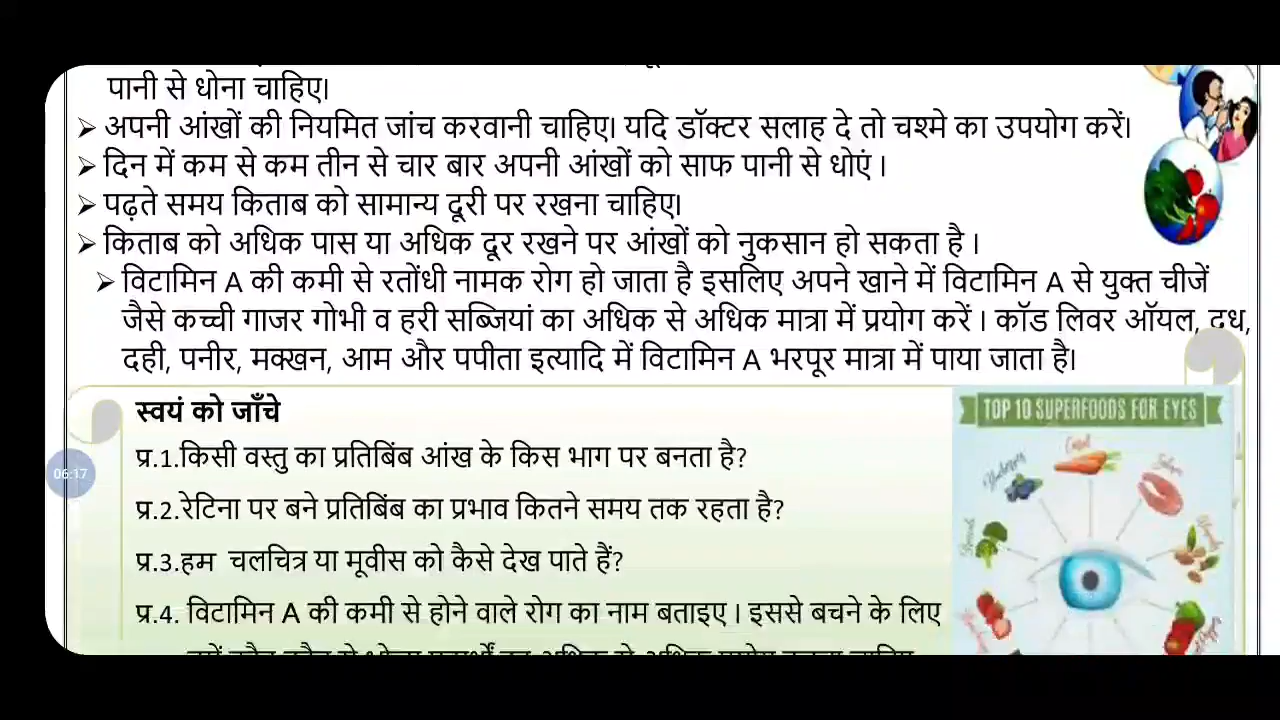 पानी से धोना चाहिए।
➢ अपनी आंखों की नियमित जांच करवानी चाहिए। यदि डॉक्टर सलाह दे तो चश्मे का उपयोग करें।
➢ दिन में कम से कम तीन से चार बार अपनी आंखों को साफ पानी से धोएं ।
➢ पढ़ते समय किताब को सामान्य दूरी पर रखना चाहिए।
➢ किताब को अधिक पास या अधिक दूर रखने पर आंखों को नुकसान हो सकता है ।
➢ विटामिन A की कमी से रतोंधी नामक रोग हो जाता है इसलिए अपने खाने में विटामिन A से युक्त चीजें
जैसे कच्ची गाजर गोभी व हरी सब्जियां का अधिक से अधिक मात्रा में प्रयोग करें । कॉड लिवर ऑयल, दूध,
दही, पनीर, मक्खन, आम और पपीता इत्यादि में विटामिन A भरपूर मात्रा में पाया जाता है।
स्वयं को जाँचे
TOP 10 SUPERFOODS FOR EYES
प्र.1.किसी वस्तु का प्रतिबिंब आंख के किस भाग पर बनता है?
06:17
प्र.2.रेटिना पर बने प्रतिबिंब का प्रभाव कितने समय तक रहता है?
प्र.3.हम चलचित्र या मूवीस को कैसे देख पाते हैं?
प्र.4. विटामिन A की कमी से होने वाले रोग का नाम बताइए । इससे बचने के लिए